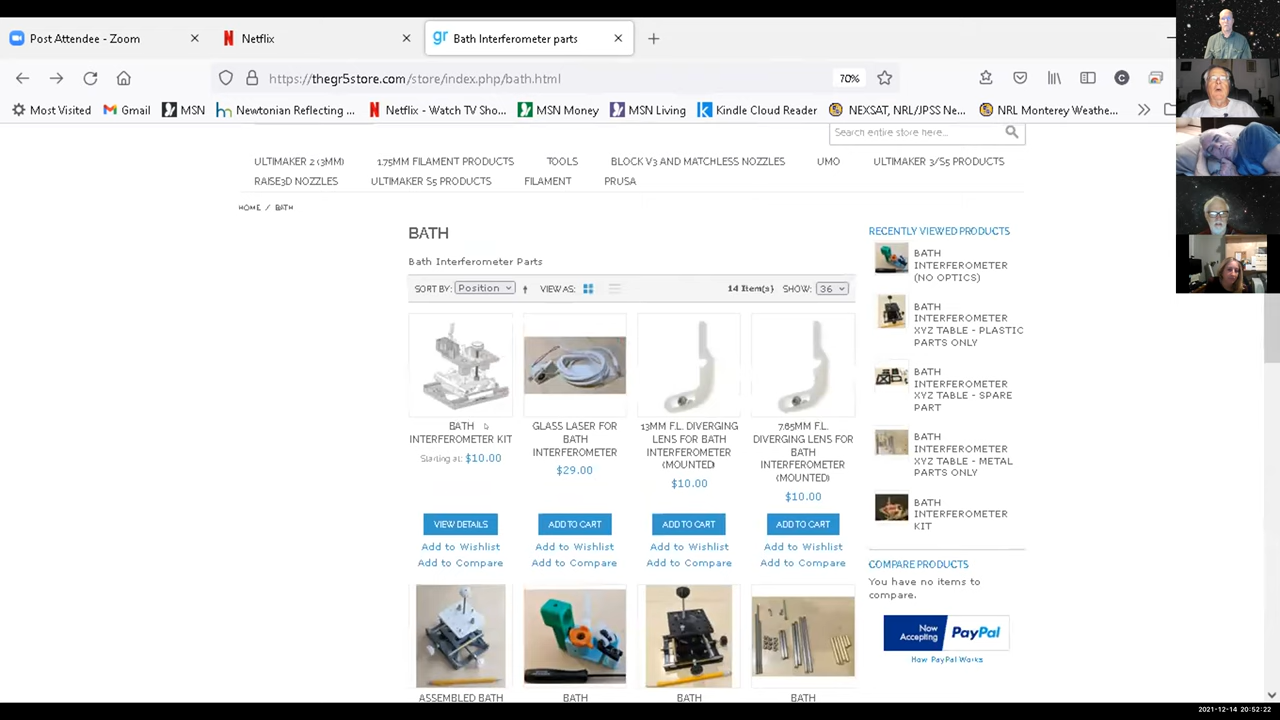 Post Attendee - Zoom
Netflix
gr Bath Interferometer parts
https://thegr5store.com/store/index.php/bath.html
70%
Most Visited
Gmail
MSN
Newtonian Reflecting ...
Netflix - Watch TV Sho...
MSN Money
MSN Living
Kindle Cloud Reader
NEXSAT, NRL/JPSS Ne...
NRL Monterey Weathe...
Search entire store here...
ULTIMAKER 2 (3MM) 1.75MM FILAMENT PRODUCTS TOOLS BLOCK V3 AND MATCHLESS NOZZLES UMO ULTIMAKER 3/S5 PRODUCTS
RAISE3D NOZZLES ULTIMAKER S5 PRODUCTS FILAMENT PRUSA
HOME / BATH
BATH
Bath Interferometer Parts
SORT BY: Position VIEW AS: 14 Item(s) SHOW: 36
BATH
INTERFEROMETER KIT
Starting at: $10.00
VIEW DETAILS
Add to Wishlist
Add to Compare
GLASS LASER FOR
BATH
INTERFEROMETER
$29.00
ADD TO CART
Add to Wishlist
Add to Compare
13MM F.L. DIVERGING
LENS FOR BATH
INTERFEROMETER
(MOUNTED)
$10.00
ADD TO CART
Add to Wishlist
Add to Compare
7.65MM F.L.
DIVERGING LENS FOR
BATH
INTERFEROMETER
(MOUNTED)
$10.00
ADD TO CART
Add to Wishlist
Add to Compare
ASSEMBLED BATH
BATH
BATH
BATH
RECENTLY VIEWED PRODUCTS
BATH
INTERFEROMETER
(NO OPTICS)
BATH
INTERFEROMETER
XYZ TABLE - PLASTIC
PARTS ONLY
BATH
INTERFEROMETER
XYZ TABLE - SPARE
PART
BATH
INTERFEROMETER
XYZ TABLE - METAL
PARTS ONLY
BATH
INTERFEROMETER
KIT
COMPARE PRODUCTS
You have no items to
compare.
Now
Accepting
PayPal
How PayPal Works
2021-12-14 20:52:22